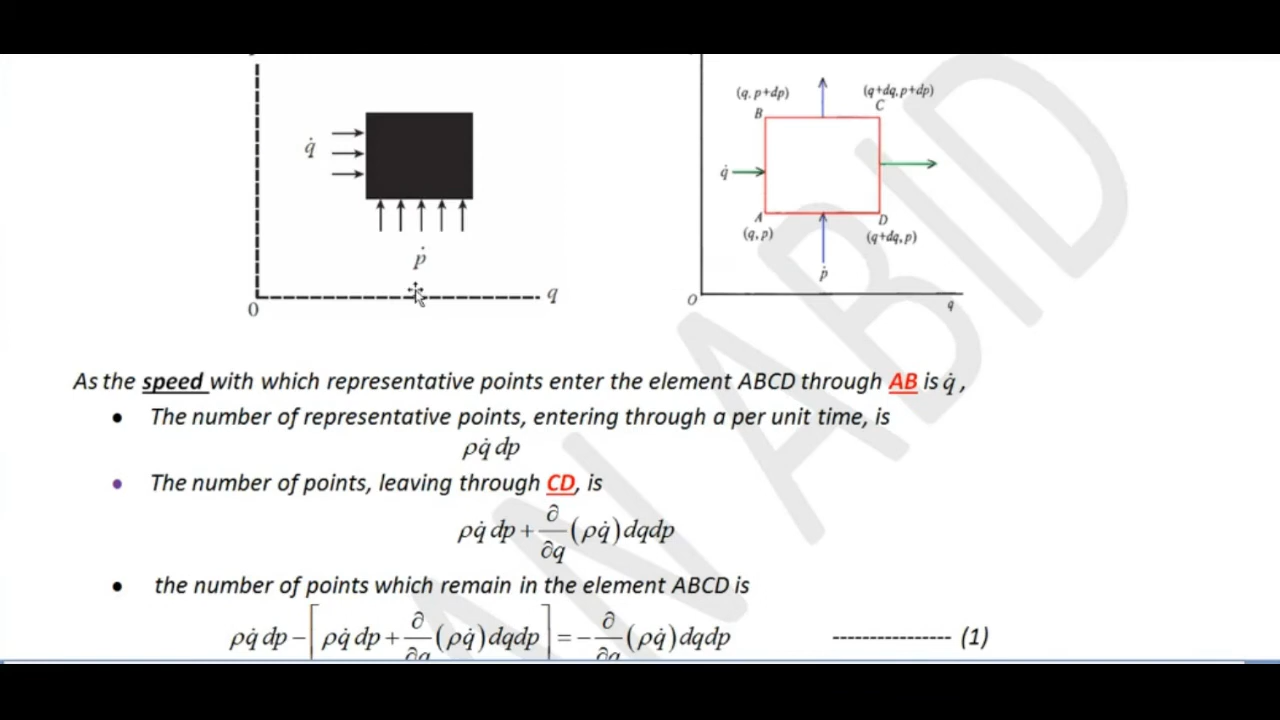 q̇
ṗ
0
q
(q, p+dp)
B
(q+dq, p+dp)
C
q̇
A
(q, p)
D
(q+dq, p)
ṗ
O
q
As the speed with which representative points enter the element ABCD through AB is q̇ ,
• The number of representative points, entering through a per unit time, is
ρq̇ dp
• The number of points, leaving through CD, is
ρq̇ dp + ∂/∂q (ρq̇) dqdp
• the number of points which remain in the element ABCD is
ρq̇ dp − [ ρq̇ dp + ∂/∂q (ρq̇) dqdp ] = − ∂/∂q (ρq̇) dqdp ---------------- (1)
AN ABID